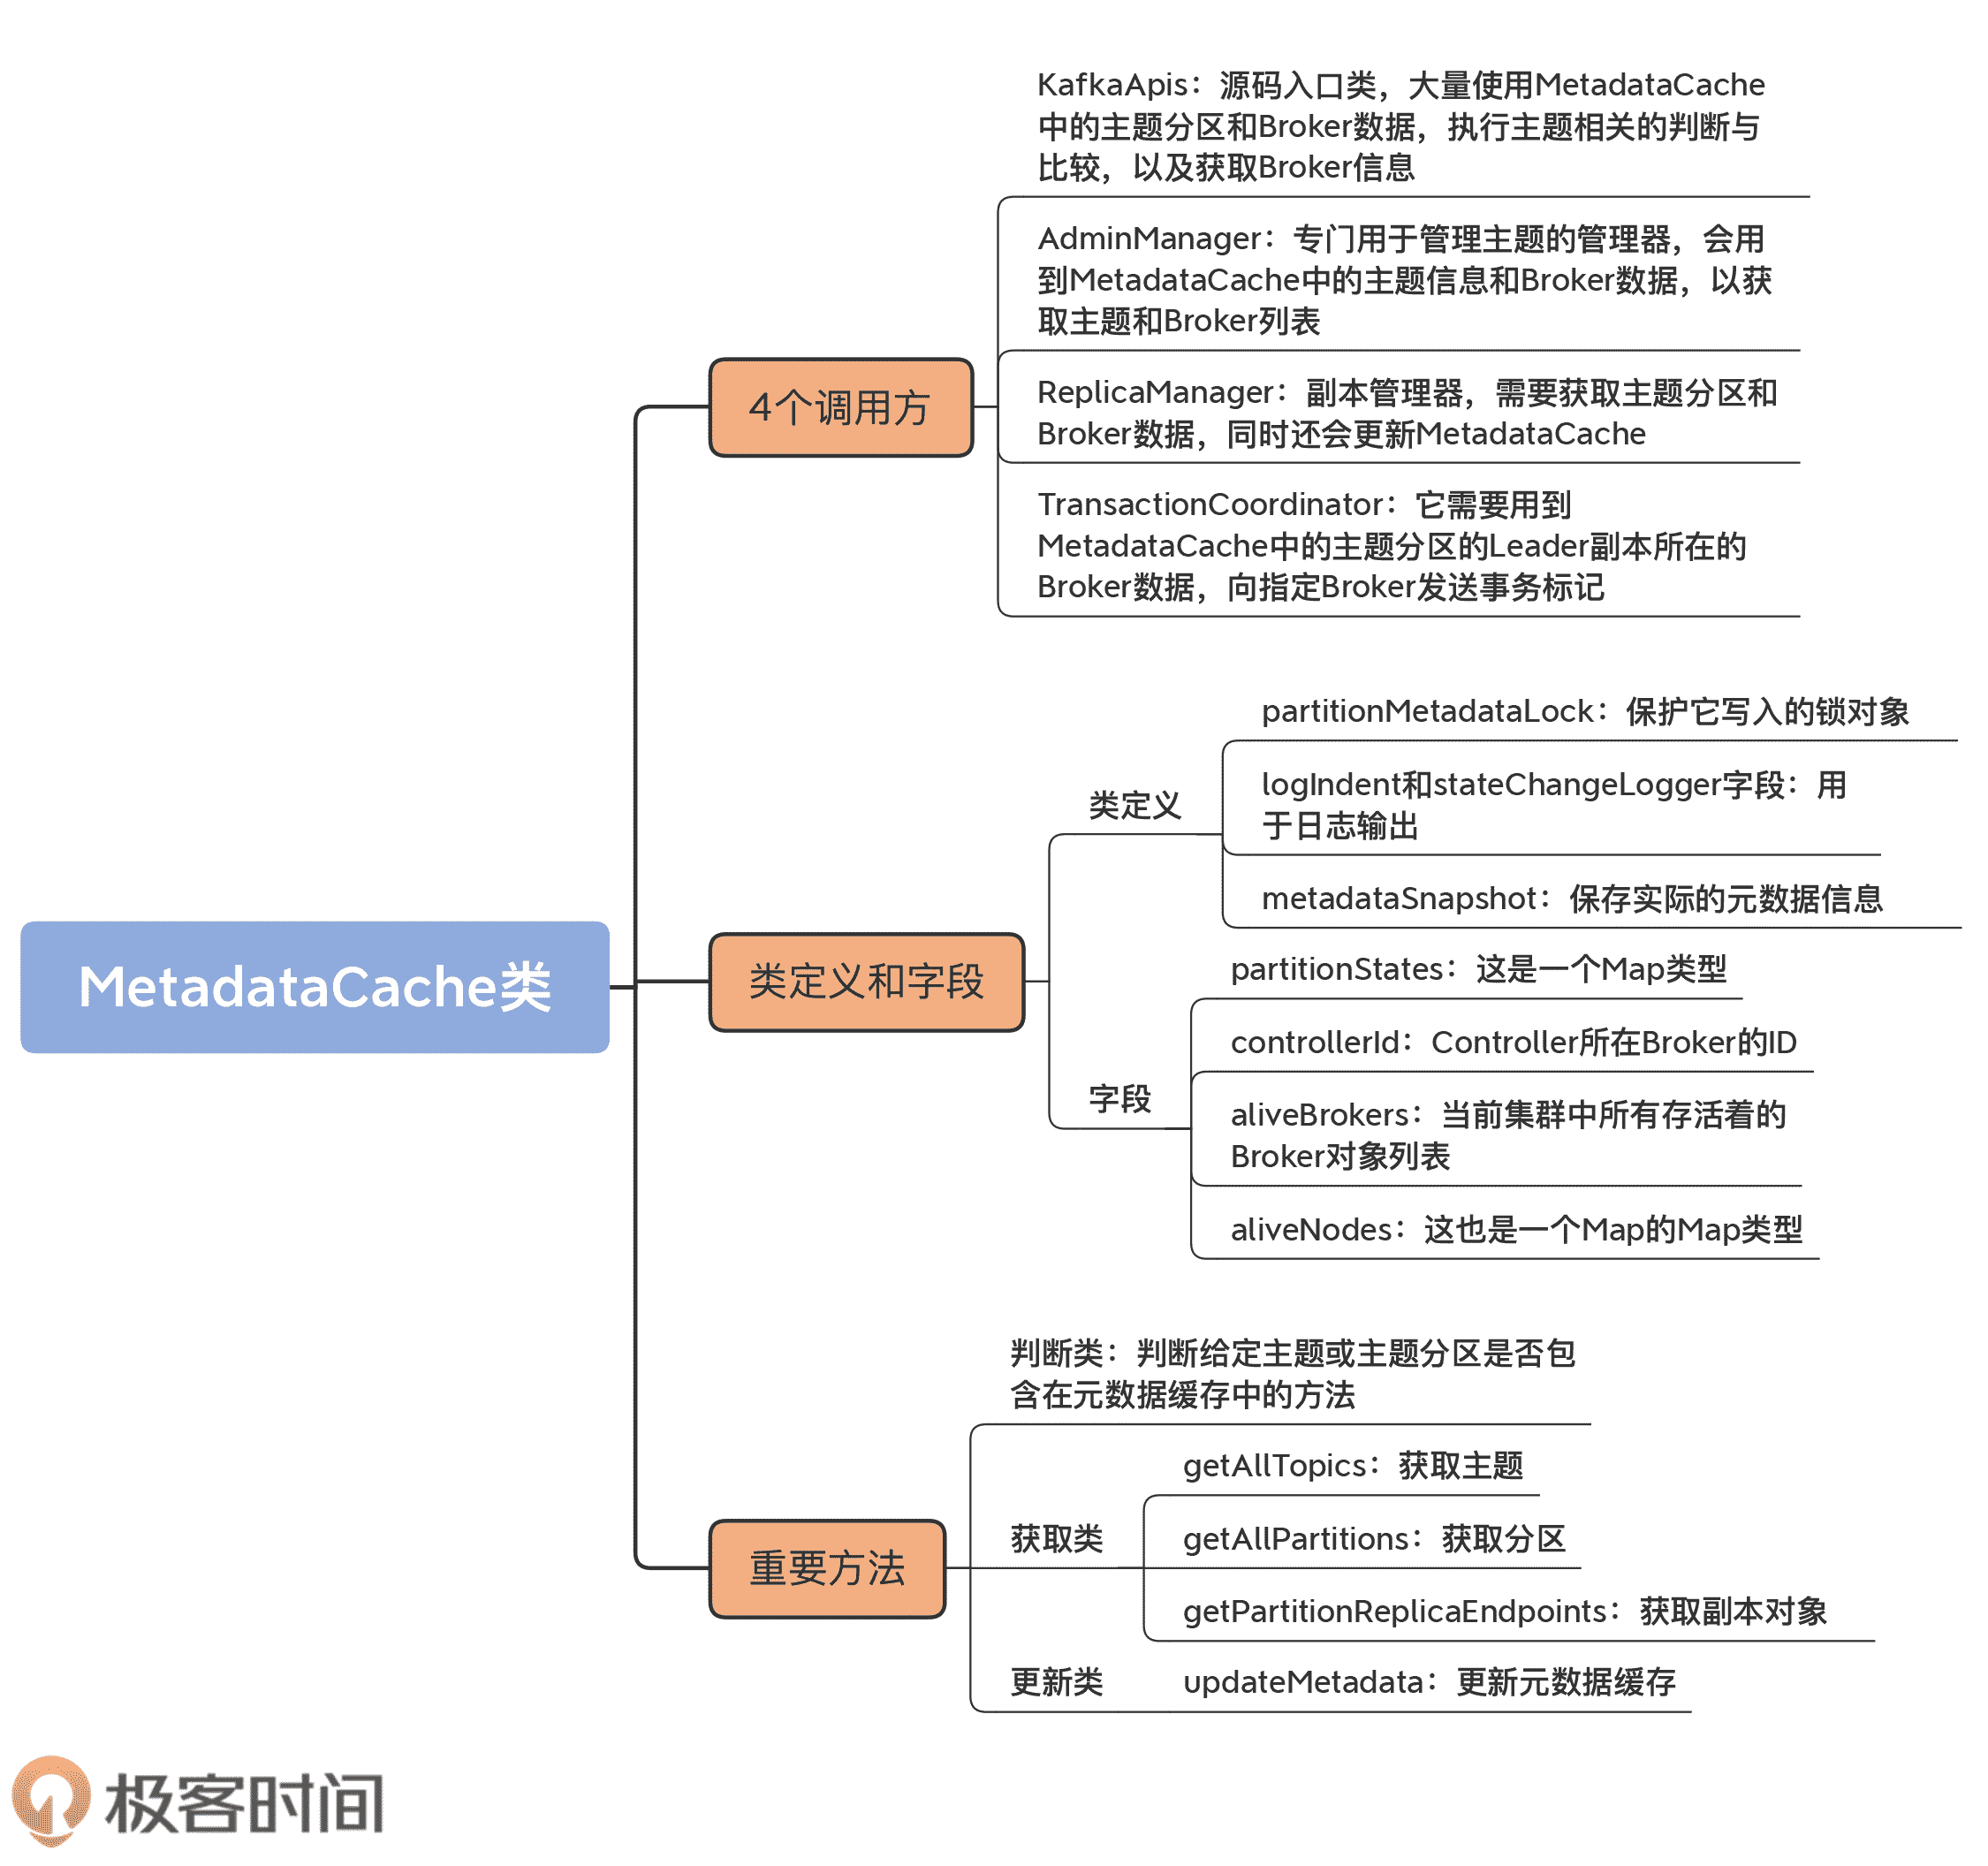 MetadataCache类
4个调用方
KafkaApis：源码入口类，大量使用MetadataCache
中的主题分区和Broker数据，执行主题相关的判断与
比较，以及获取Broker信息
AdminManager：专门用于管理主题的管理器，会用
到MetadataCache中的主题信息和Broker数据，以获
取主题和Broker列表
ReplicaManager：副本管理器，需要获取主题分区和
Broker数据，同时还会更新MetadataCache
TransactionCoordinator：它需要用到
MetadataCache中的主题分区的Leader副本所在的
Broker数据，向指定Broker发送事务标记
类定义和字段
类定义
partitionMetadataLock：保护它写入的锁对象
logIndent和stateChangeLogger字段：用
于日志输出
metadataSnapshot：保存实际的元数据信息
字段
partitionStates：这是一个Map类型
controllerId：Controller所在Broker的ID
aliveBrokers：当前集群中所有存活着的
Broker对象列表
aliveNodes：这也是一个Map的Map类型
重要方法
判断类：判断给定主题或主题分区是否包
含在元数据缓存中的方法
获取类
getAllTopics：获取主题
getAllPartitions：获取分区
getPartitionReplicaEndpoints：获取副本对象
更新类
updateMetadata：更新元数据缓存
极客时间